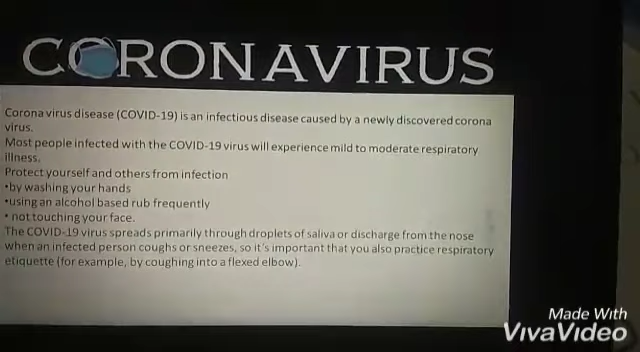 CORONAVIRUS
Corona virus disease (COVID-19) is an infectious disease caused by a newly discovered corona
virus.
Most people infected with the COVID-19 virus will experience mild to moderate respiratory
illness.
Protect yourself and others from infection
•by washing your hands
•using an alcohol based rub frequently
• not touching your face.
The COVID-19 virus spreads primarily through droplets of saliva or discharge from the nose
when an infected person coughs or sneezes, so it's important that you also practice respiratory
etiquette (for example, by coughing into a flexed elbow).
Made With
VivaVideo